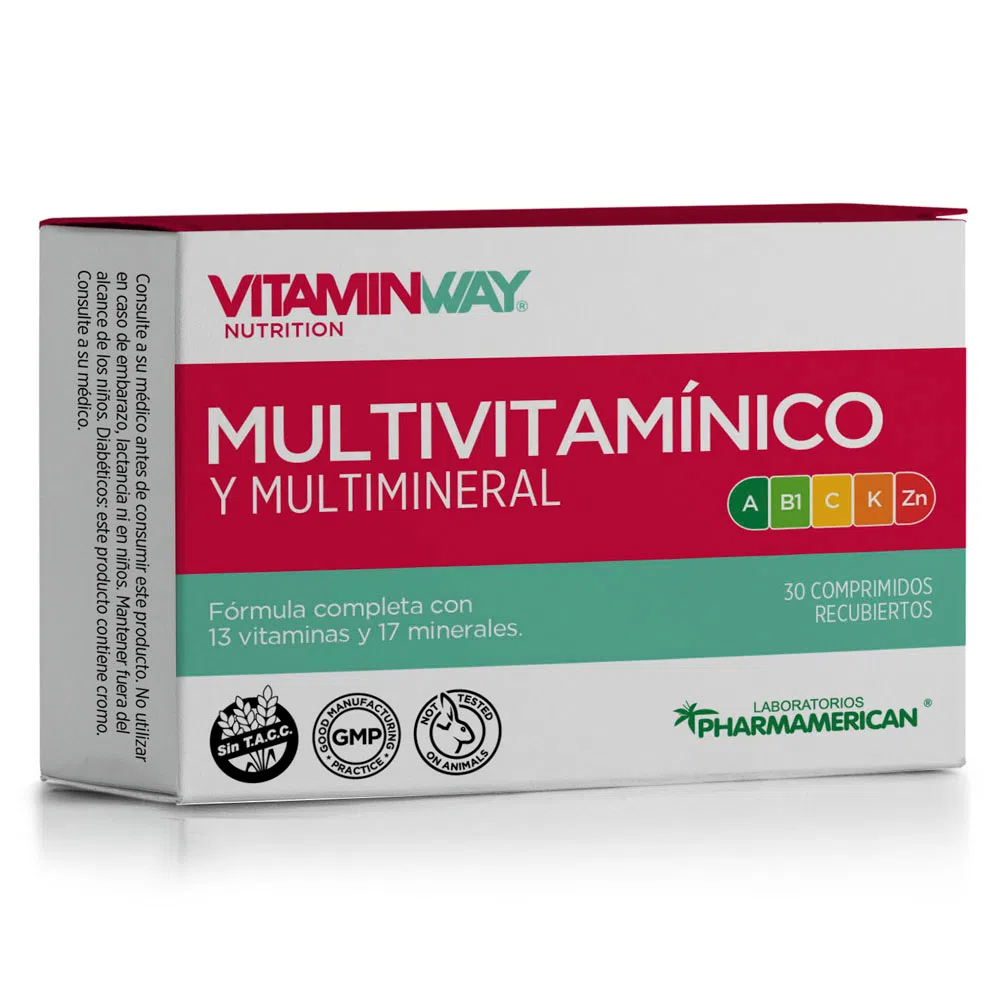 VITAMINWAY®
NUTRITION
MULTIVITAMÍNICO
Y MULTIMINERAL
A B1 C K Zn
Fórmula completa con
13 vitaminas y 17 minerales.
30 COMPRIMIDOS
RECUBIERTOS
Sin T.A.C.C.
GOOD MANUFACTURING
GMP
PRACTICE
NOT TESTED
ON ANIMALS
LABORATORIOS
PHARMAMERICAN®
Consulte a su médico antes de consumir este producto. No utilizar
en caso de embarazo, lactancia ni en niños. Mantener fuera del
alcance de los niños. Diabéticos: este producto contiene cromo.
Consulte a su médico.